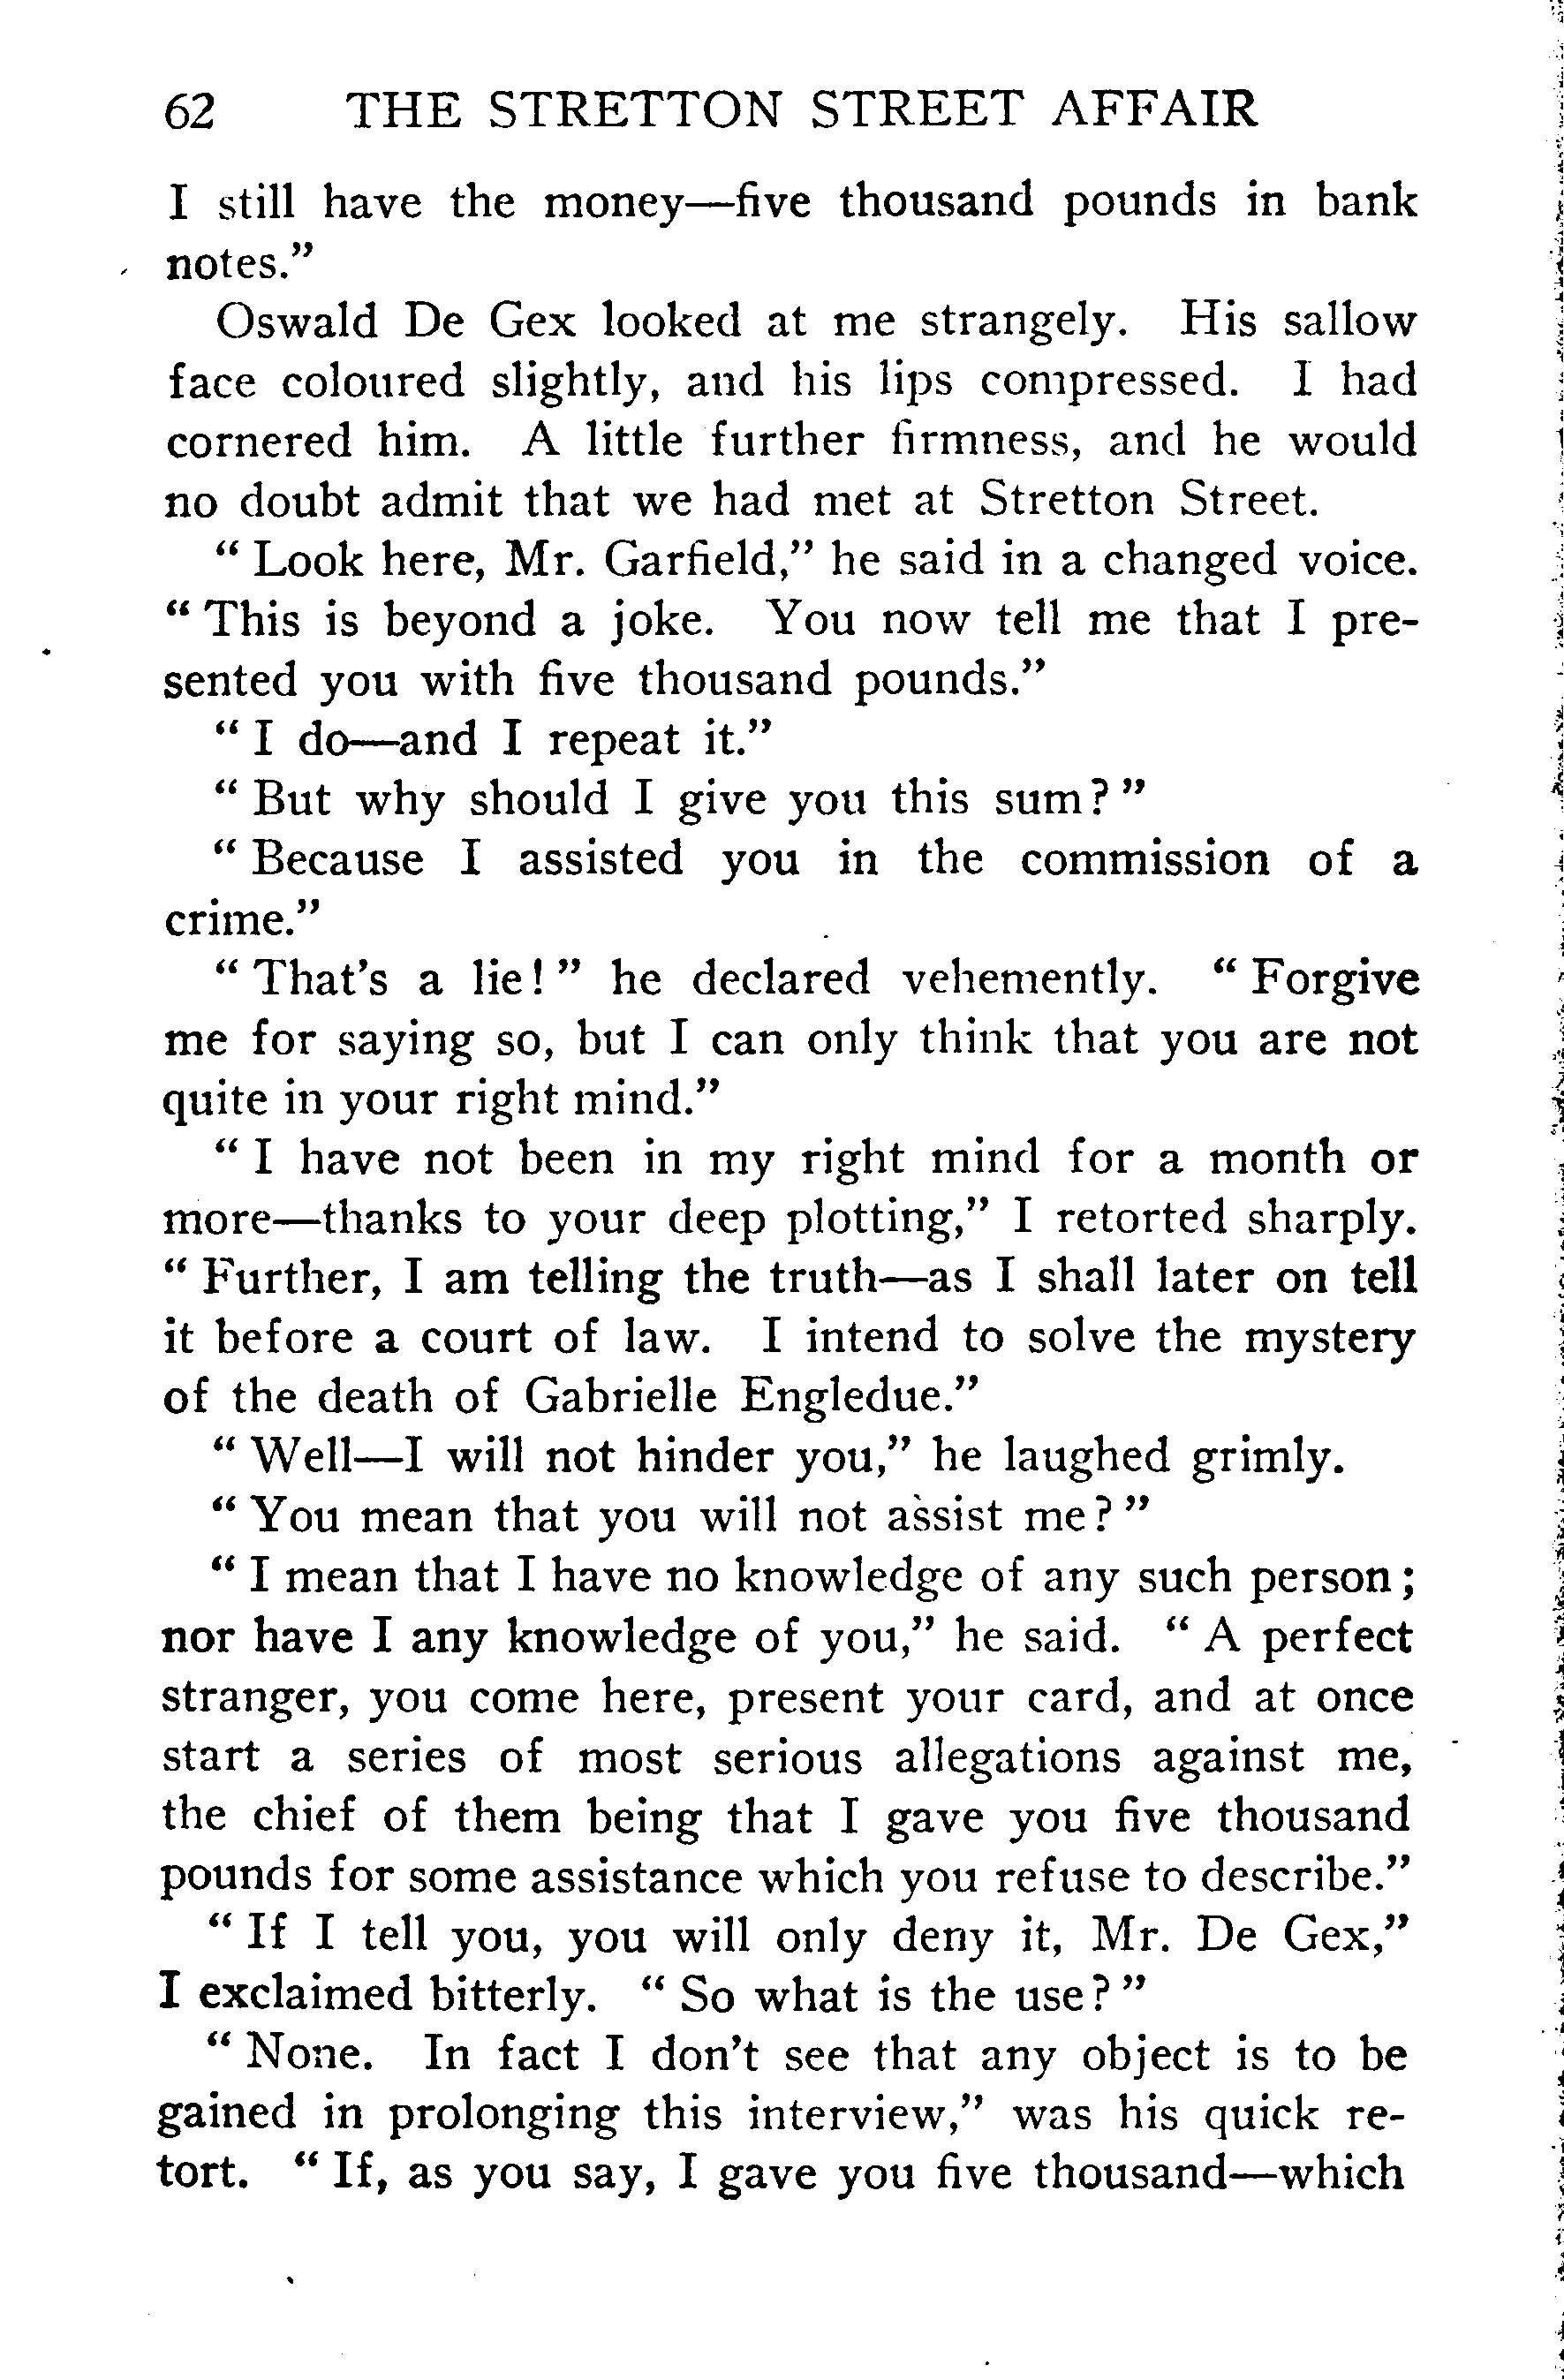 62 THE STRETTON STREET AFFAIR
I still have the money—five thousand pounds in bank
notes."
Oswald De Gex looked at me strangely. His sallow
face coloured slightly, and his lips compressed. I had
cornered him. A little further firmness, and he would
no doubt admit that we had met at Stretton Street.
" Look here, Mr. Garfield," he said in a changed voice.
" This is beyond a joke. You now tell me that I pre-
sented you with five thousand pounds."
" I do—and I repeat it."
" But why should I give you this sum? "
" Because I assisted you in the commission of a
crime."
" That's a lie! " he declared vehemently. " Forgive
me for saying so, but I can only think that you are not
quite in your right mind."
" I have not been in my right mind for a month or
more—thanks to your deep plotting," I retorted sharply.
" Further, I am telling the truth—as I shall later on tell
it before a court of law. I intend to solve the mystery
of the death of Gabrielle Engledue."
" Well—I will not hinder you," he laughed grimly.
" You mean that you will not assist me? "
" I mean that I have no knowledge of any such person;
nor have I any knowledge of you," he said. " A perfect
stranger, you come here, present your card, and at once
start a series of most serious allegations against me,
the chief of them being that I gave you five thousand
pounds for some assistance which you refuse to describe."
" If I tell you, you will only deny it, Mr. De Gex,"
I exclaimed bitterly. " So what is the use? "
" None. In fact I don't see that any object is to be
gained in prolonging this interview," was his quick re-
tort. " If, as you say, I gave you five thousand—which